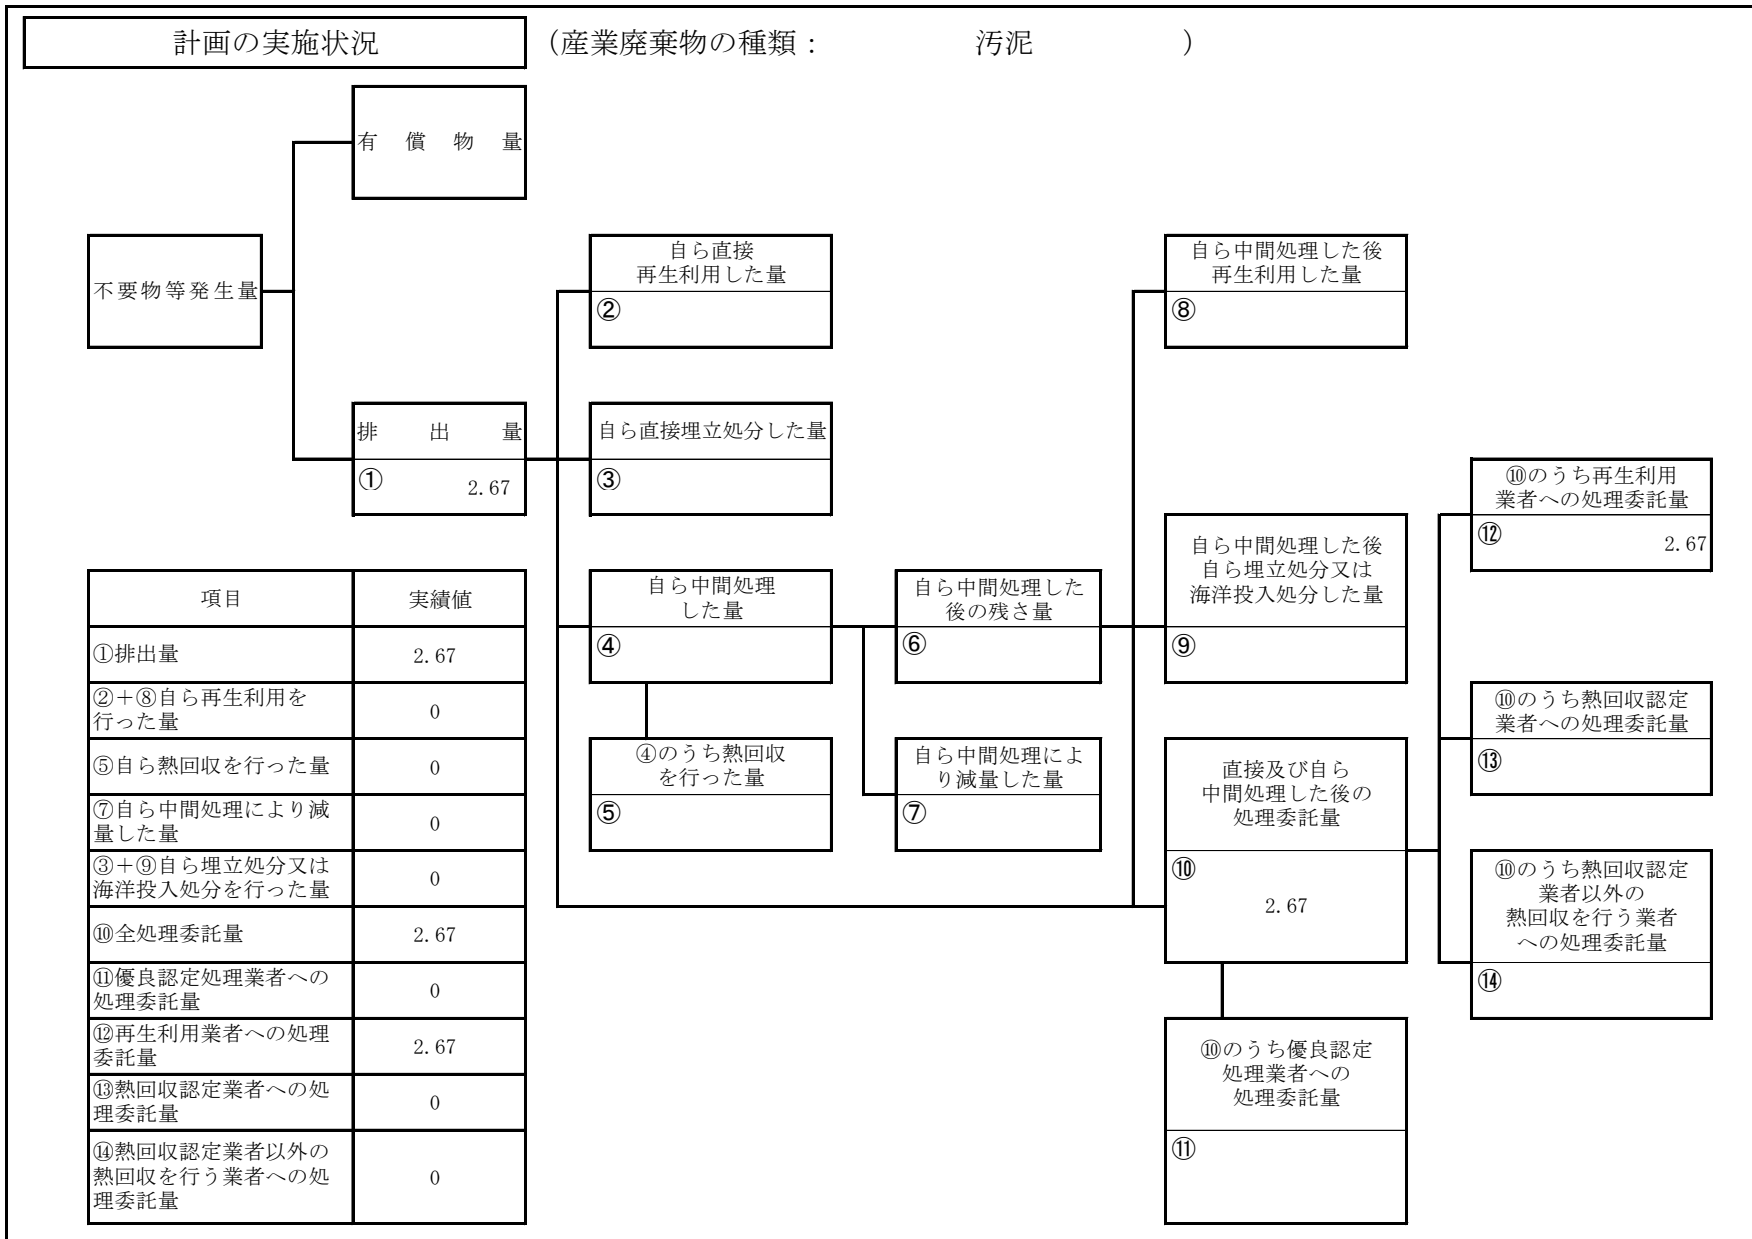 計画の実施状況
（産業廃棄物の種類： 汚泥 ）
有償物量
不要物等発生量
自ら直接
再生利用した量
②
自ら中間処理した後
再生利用した量
⑧
排出量
① 2.67
自ら直接埋立処分した量
③
⑩のうち再生利用
業者への処理委託量
⑫ 2.67
自ら中間処理した後
自ら埋立処分又は
海洋投入処分した量
⑨
自ら中間処理
した量
④
自ら中間処理した
後の残さ量
⑥
⑩のうち熱回収認定
業者への処理委託量
⑬
④のうち熱回収
を行った量
⑤
自ら中間処理によ
り減量した量
⑦
直接及び自ら
中間処理した後の
処理委託量
⑩
2.67
⑩のうち熱回収認定
業者以外の
熱回収を行う業者
への処理委託量
⑭
⑩のうち優良認定
処理業者への
処理委託量
⑪
項目 実績値
①排出量 2.67
②＋⑧自ら再生利用を
行った量 0
⑤自ら熱回収を行った量 0
⑦自ら中間処理により減
量した量 0
③＋⑨自ら埋立処分又は
海洋投入処分を行った量 0
⑩全処理委託量 2.67
⑪優良認定処理業者への
処理委託量 0
⑫再生利用業者への処理
委託量 2.67
⑬熱回収認定業者への処
理委託量 0
⑭熱回収認定業者以外の
熱回収を行う業者への処
理委託量 0